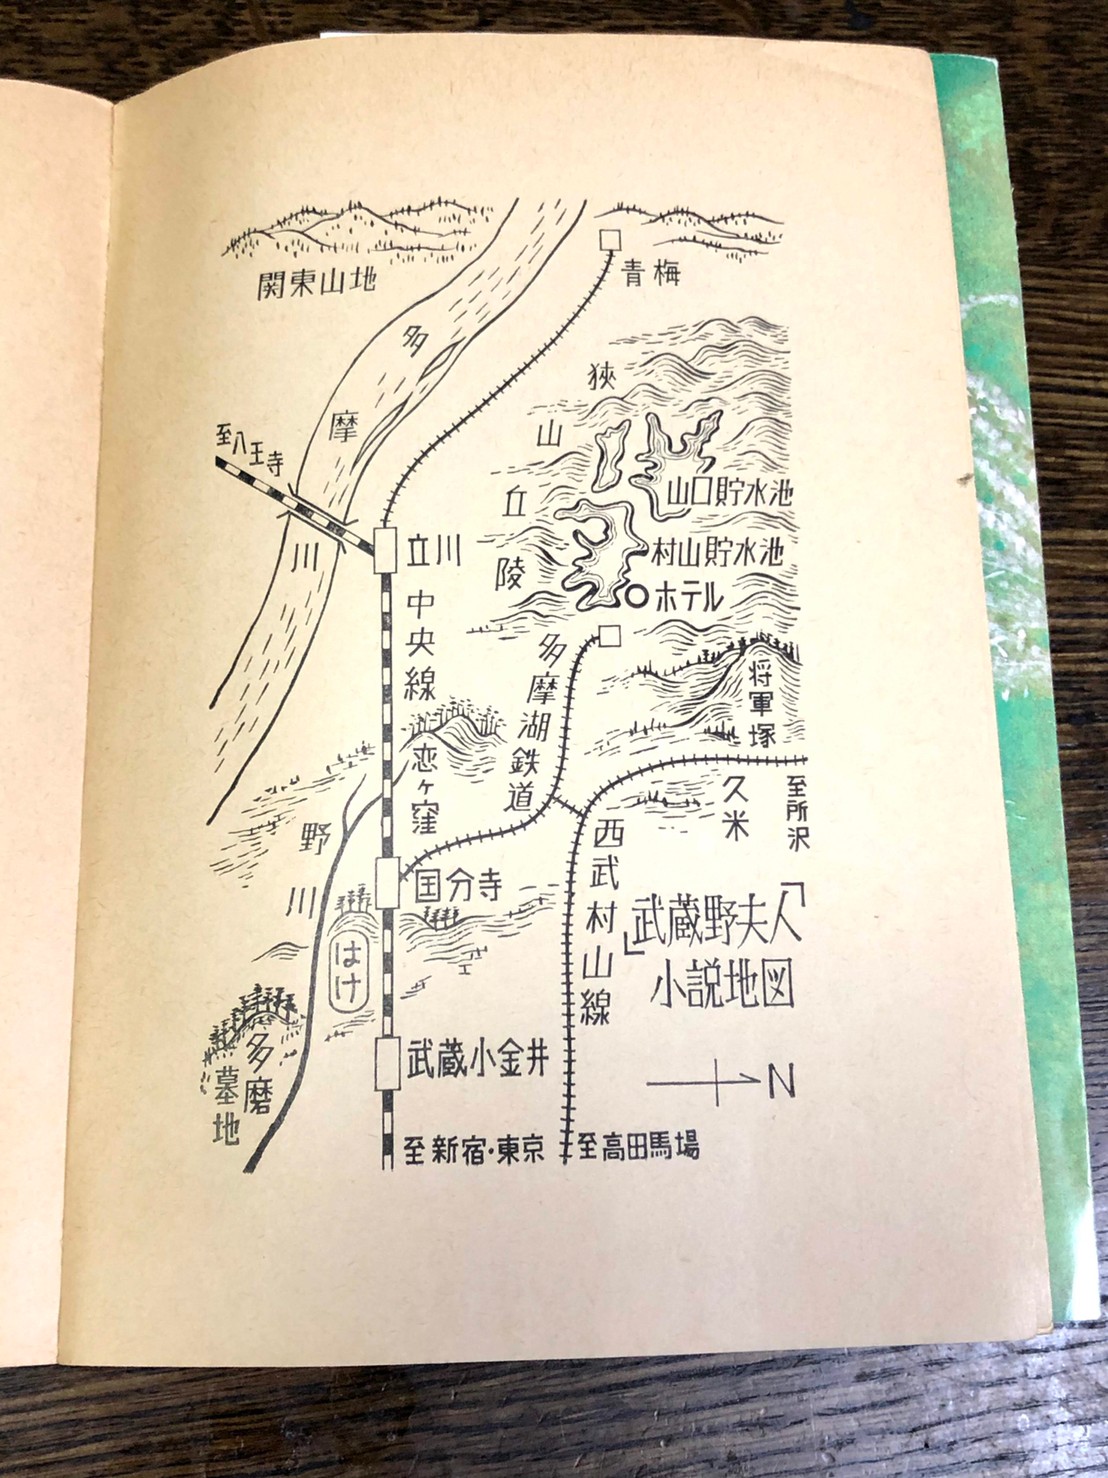 関東山地
青梅
多摩川
狭山丘陵
至八王子
山口貯水池
立川
村山貯水池
ホテル
中央線
多摩湖鉄道
将軍塚
恋ヶ窪
久米
至所沢
野川
西武村山線
国分寺
「武蔵野夫人」
小説地図
はけ
武蔵小金井
多磨
墓地
N
至新宿・東京
至高田馬場